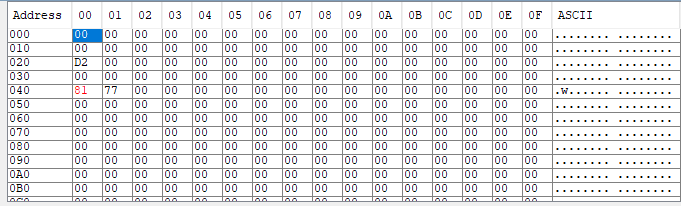 Address 00 01 02 03 04 05 06 07 08 09 0A 0B 0C 0D 0E 0F ASCII
000 00 00 00 00 00 00 00 00 00 00 00 00 00 00 00 00 ........ ........
010 00 00 00 00 00 00 00 00 00 00 00 00 00 00 00 00 ........ ........
020 D2 00 00 00 00 00 00 00 00 00 00 00 00 00 00 00 ........ ........
030 00 00 00 00 00 00 00 00 00 00 00 00 00 00 00 00 ........ ........
040 81 77 00 00 00 00 00 00 00 00 00 00 00 00 00 00 .w...... ........
050 00 00 00 00 00 00 00 00 00 00 00 00 00 00 00 00 ........ ........
060 00 00 00 00 00 00 00 00 00 00 00 00 00 00 00 00 ........ ........
070 00 00 00 00 00 00 00 00 00 00 00 00 00 00 00 00 ........ ........
080 00 00 00 00 00 00 00 00 00 00 00 00 00 00 00 00 ........ ........
090 00 00 00 00 00 00 00 00 00 00 00 00 00 00 00 00 ........ ........
0A0 00 00 00 00 00 00 00 00 00 00 00 00 00 00 00 00 ........ ........
0B0 00 00 00 00 00 00 00 00 00 00 00 00 00 00 00 00 ........ ........